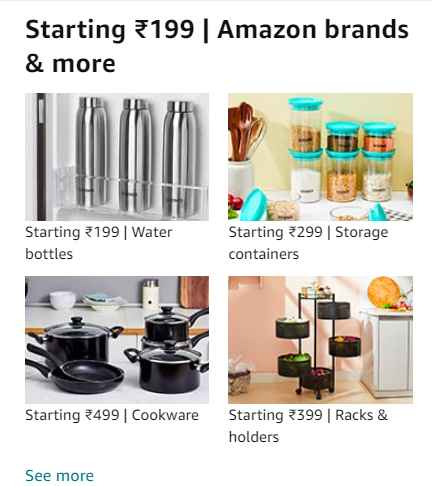 Starting ₹199 | Amazon brands
& more
Starting ₹199 | Water
bottles
Starting ₹299 | Storage
containers
Starting ₹499 | Cookware
Starting ₹399 | Racks &
holders
See more